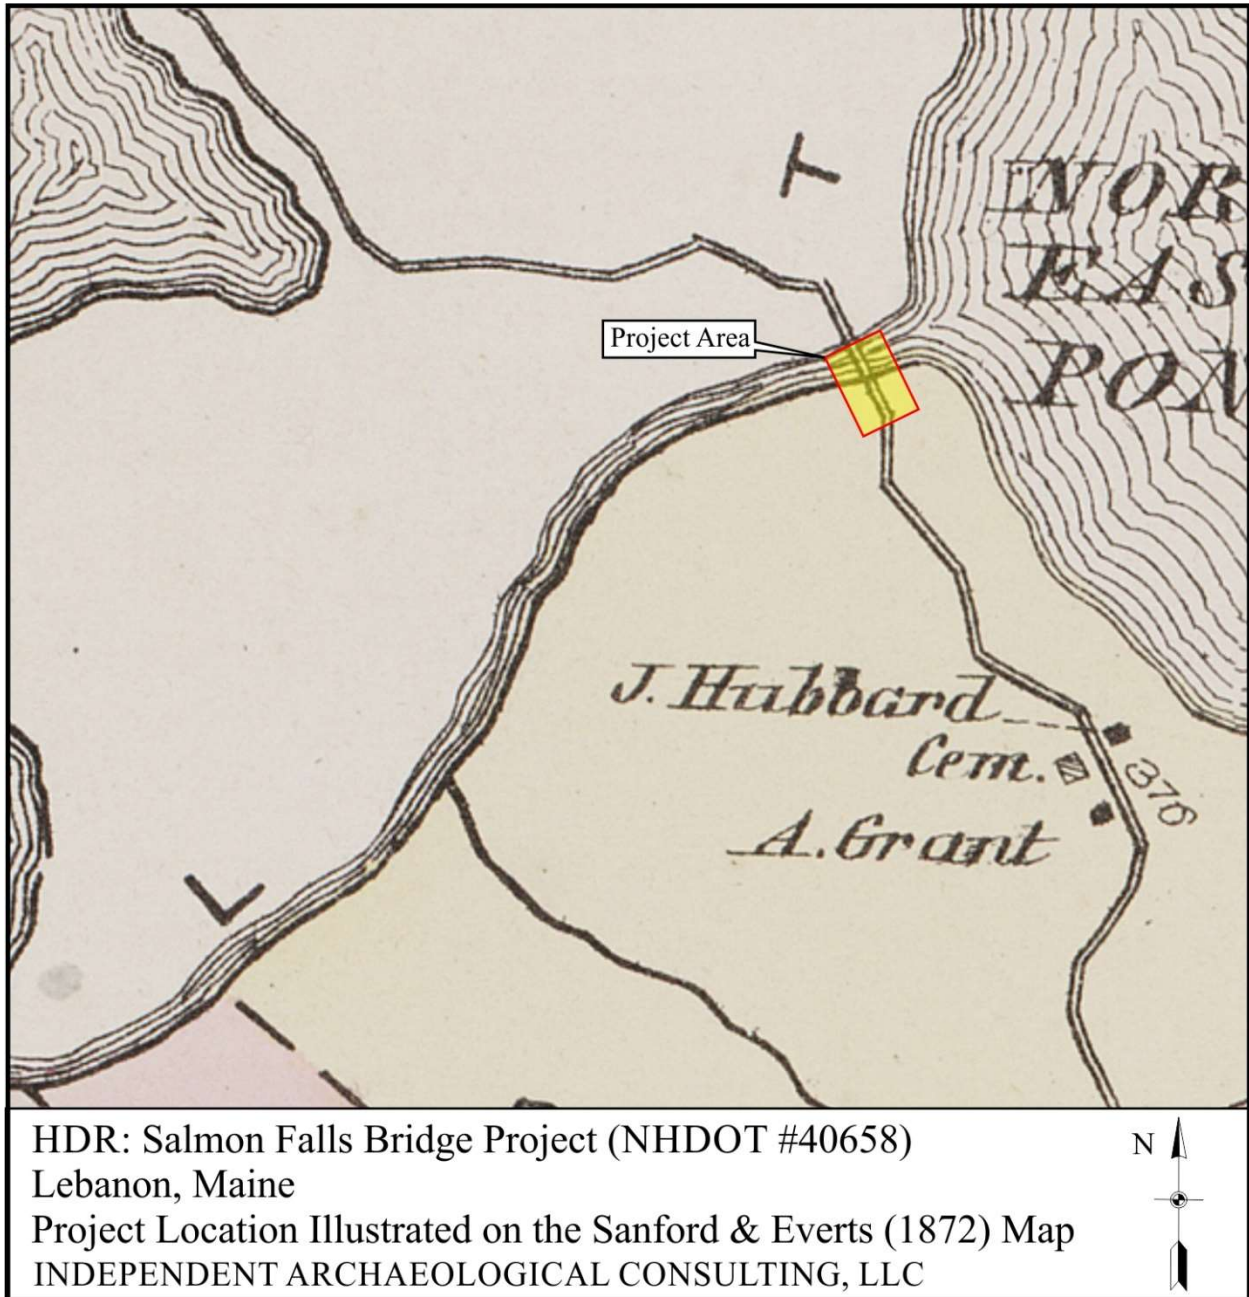 T
NOR
EAS
PON
Project Area
J. Hubbard
Cem.
376
A. Grant
L
HDR: Salmon Falls Bridge Project (NHDOT #40658)
N
Lebanon, Maine
Project Location Illustrated on the Sanford & Everts (1872) Map
INDEPENDENT ARCHAEOLOGICAL CONSULTING, LLC